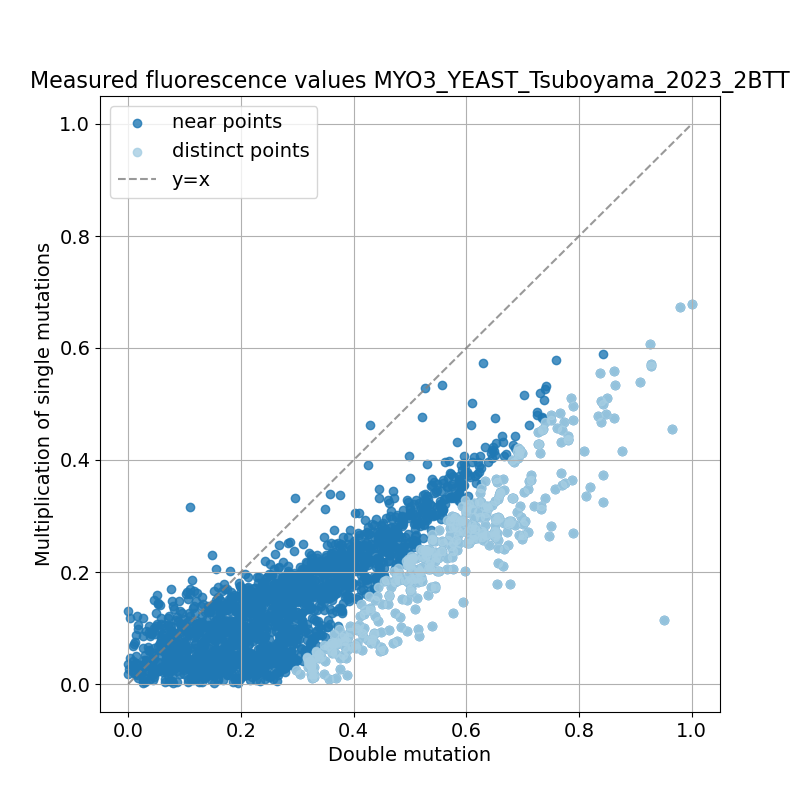 Measured fluorescence values MYO3_YEAST_Tsuboyama_2023_2BTT
near points
distinct points
y=x
1.0
0.8
0.6
0.4
0.2
0.0
Multiplication of single mutations
0.0 0.2 0.4 0.6 0.8 1.0
Double mutation